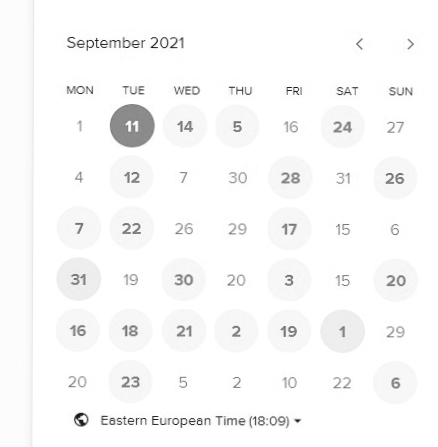 September 2021
MON TUE WED THU FRI SAT SUN
1 11 14 5 16 24 27
4 12 7 30 28 31 26
7 22 26 29 17 15 6
31 19 30 20 3 15 20
16 18 21 2 19 1 29
20 23 5 2 10 22 6
Eastern European Time (18:09)